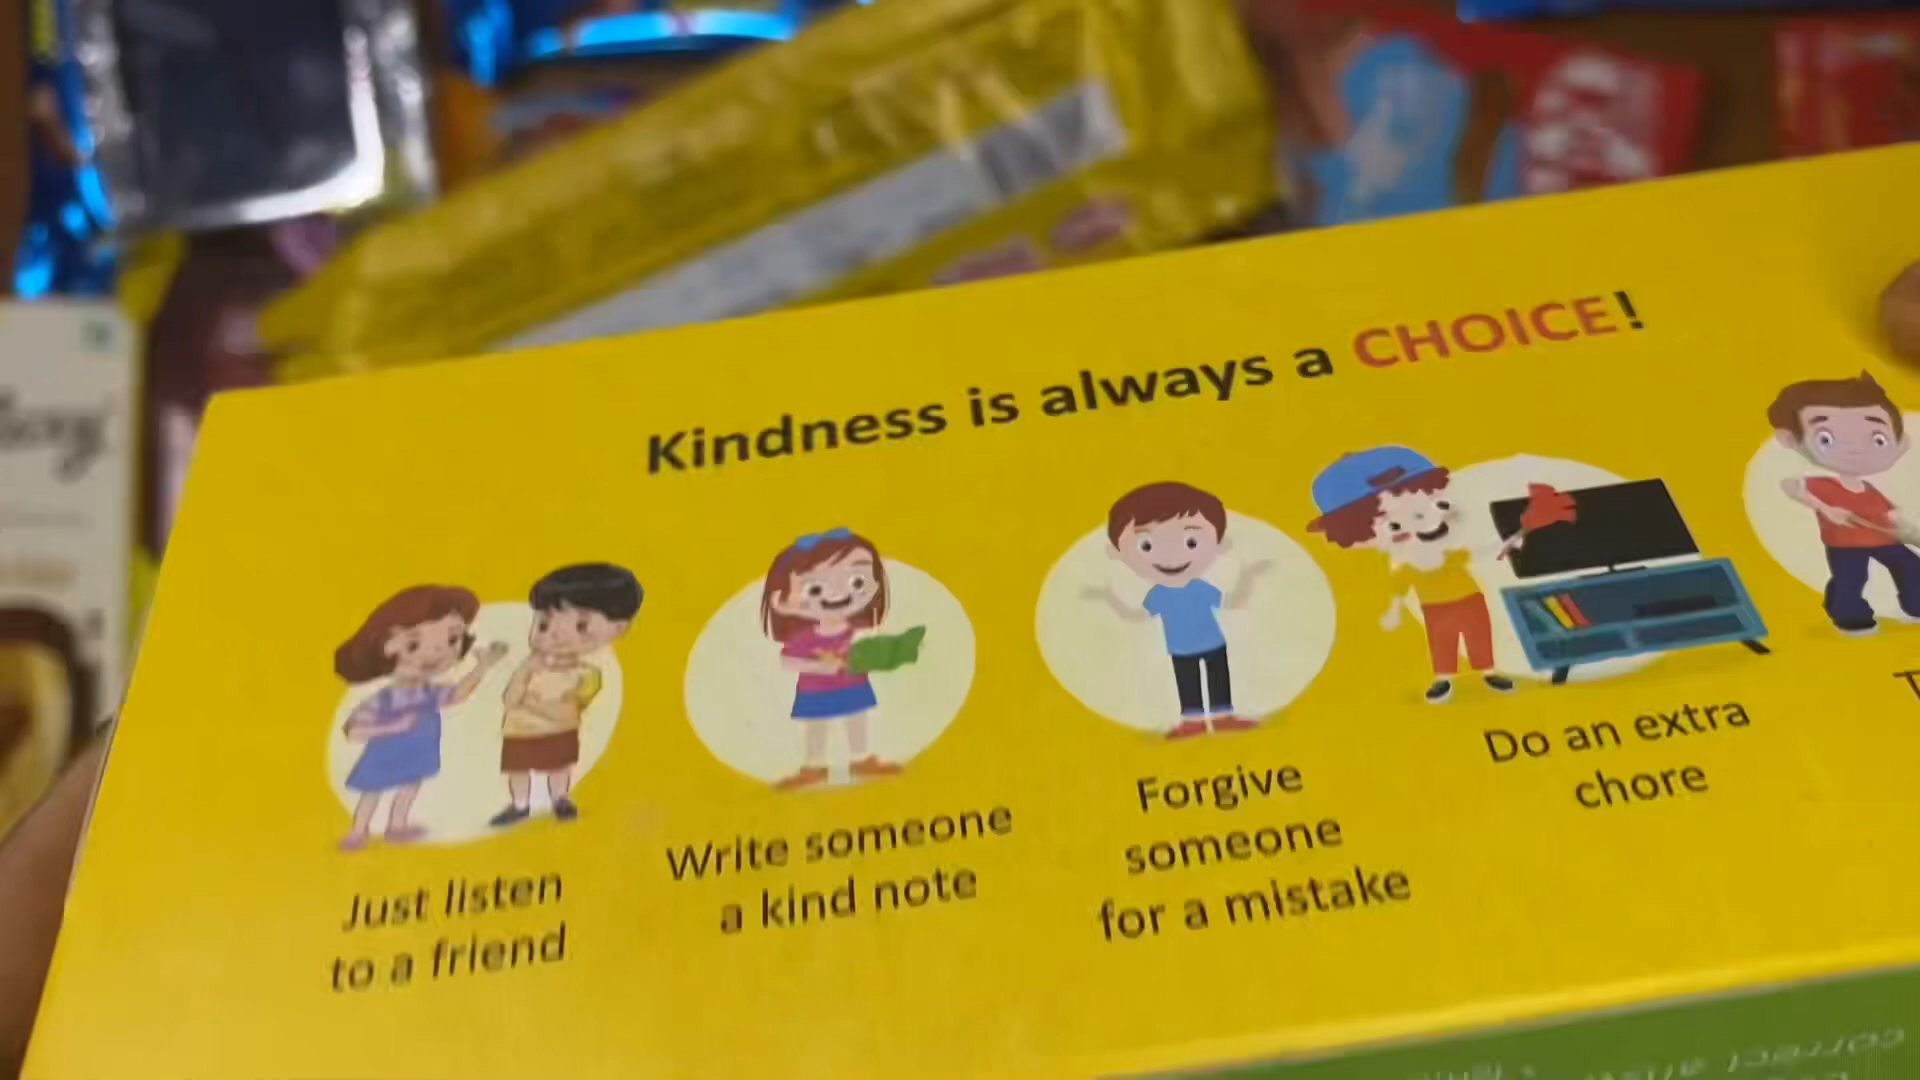 Kindness is always a CHOICE!
Just listen
to a friend
Write someone
a kind note
Forgive
someone
for a mistake
Do an extra
chore